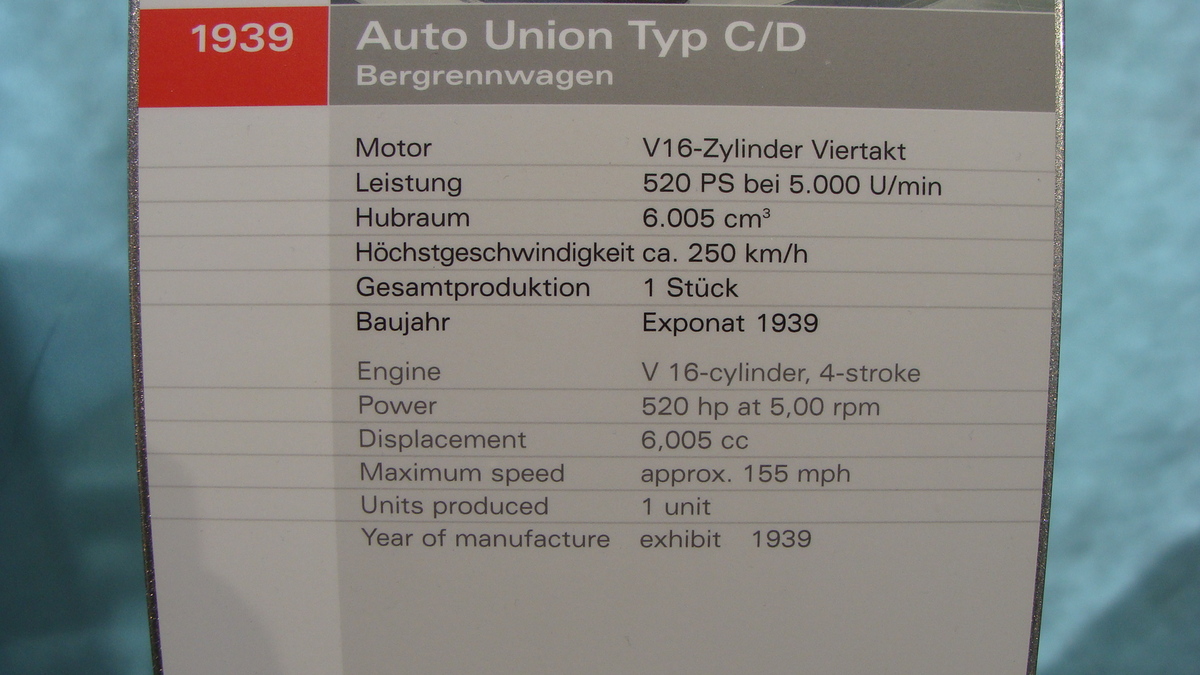 1939
Auto Union Typ C/D
Bergrennwagen
Motor V16-Zylinder Viertakt
Leistung 520 PS bei 5.000 U/min
Hubraum 6.005 cm³
Höchstgeschwindigkeit ca. 250 km/h
Gesamtproduktion 1 Stück
Baujahr Exponat 1939
Engine V 16-cylinder, 4-stroke
Power 520 hp at 5,00 rpm
Displacement 6,005 cc
Maximum speed approx. 155 mph
Units produced 1 unit
Year of manufacture exhibit 1939